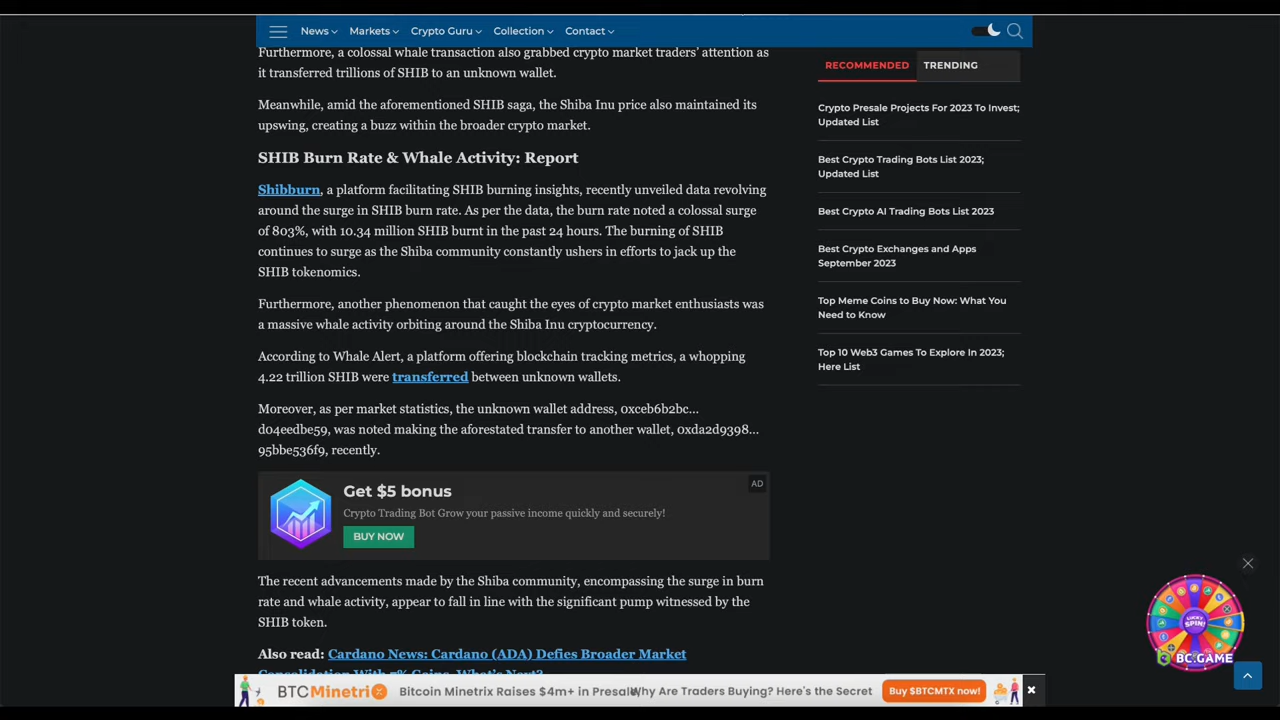 News Markets Crypto Guru Collection Contact
Furthermore, a colossal whale transaction also grabbed crypto market traders' attention as
it transferred trillions of SHIB to an unknown wallet.
Meanwhile, amid the aforementioned SHIB saga, the Shiba Inu price also maintained its
upswing, creating a buzz within the broader crypto market.
SHIB Burn Rate & Whale Activity: Report
Shibburn, a platform facilitating SHIB burning insights, recently unveiled data revolving
around the surge in SHIB burn rate. As per the data, the burn rate noted a colossal surge
of 803%, with 10.34 million SHIB burnt in the past 24 hours. The burning of SHIB
continues to surge as the Shiba community constantly ushers in efforts to jack up the
SHIB tokenomics.
Furthermore, another phenomenon that caught the eyes of crypto market enthusiasts was
a massive whale activity orbiting around the Shiba Inu cryptocurrency.
According to Whale Alert, a platform offering blockchain tracking metrics, a whopping
4.22 trillion SHIB were transferred between unknown wallets.
Moreover, as per market statistics, the unknown wallet address, 0xceb6b2bc...
d04eedbe59, was noted making the aforestated transfer to another wallet, 0xda2d9398...
95bbe536f9, recently.
Get $5 bonus
AD
Crypto Trading Bot Grow your passive income quickly and securely!
BUY NOW
The recent advancements made by the Shiba community, encompassing the surge in burn
rate and whale activity, appear to fall in line with the significant pump witnessed by the
SHIB token.
Also read: Cardano News: Cardano (ADA) Defies Broader Market
Consolidation With 7% Gains, What's Next?
RECOMMENDED TRENDING
Crypto Presale Projects For 2023 To Invest;
Updated List
Best Crypto Trading Bots List 2023;
Updated List
Best Crypto AI Trading Bots List 2023
Best Crypto Exchanges and Apps
September 2023
Top Meme Coins to Buy Now: What You
Need to Know
Top 10 Web3 Games To Explore In 2023;
Here List
LUCKY
SPIN!
BC.GAME
BTCMinetrix Bitcoin Minetrix Raises $4m+ in Presale Why Are Traders Buying? Here's the Secret Buy $BTCMTX now!